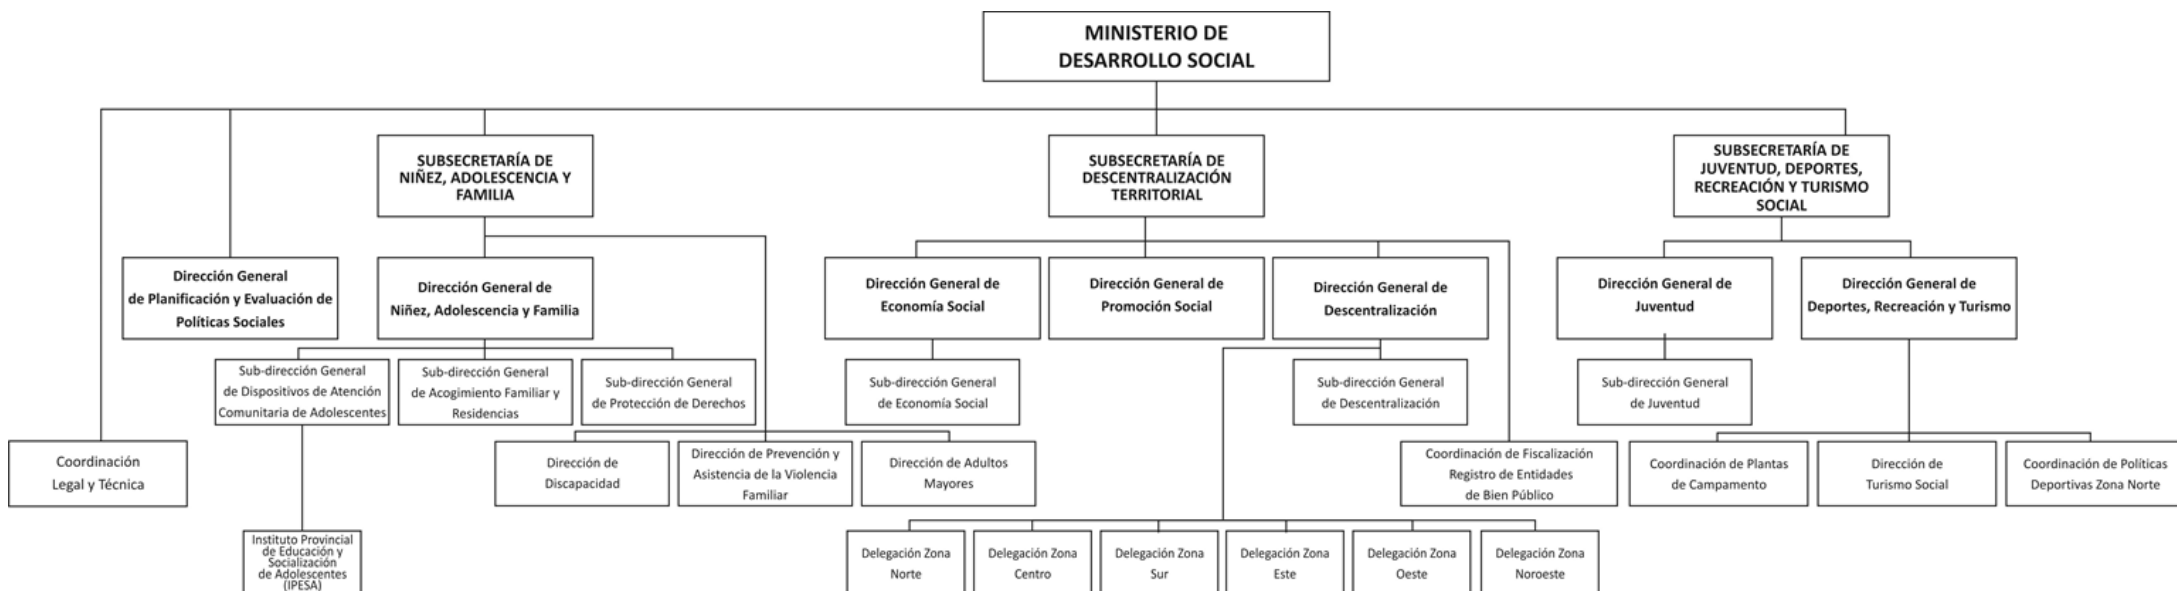 MINISTERIO DE
DESARROLLO SOCIAL
SUBSECRETARÍA DE
NIÑEZ, ADOLESCENCIA Y
FAMILIA
SUBSECRETARÍA DE
DESCENTRALIZACIÓN
TERRITORIAL
SUBSECRETARÍA DE
JUVENTUD, DEPORTES,
RECREACIÓN Y TURISMO
SOCIAL
Dirección General
de Planificación y Evaluación de
Políticas Sociales
Dirección General de
Niñez, Adolescencia y Familia
Dirección General de
Economía Social
Dirección General de
Promoción Social
Dirección General de
Descentralización
Dirección General de
Juventud
Dirección General de
Deportes, Recreación y Turismo
Sub-dirección General
de Dispositivos de Atención
Comunitaria de Adolescentes
Sub-dirección General
de Acogimiento Familiar y
Residencias
Sub-dirección General
de Protección de Derechos
Sub-dirección General
de Economía Social
Sub-dirección General
de Descentralización
Sub-dirección General
de Juventud
Coordinación
Legal y Técnica
Dirección de
Discapacidad
Dirección de Prevención y
Asistencia de la Violencia
Familiar
Dirección de Adultos
Mayores
Coordinación de Fiscalización
Registro de Entidades
de Bien Público
Coordinación de Plantas
de Campamento
Dirección de
Turismo Social
Coordinación de Políticas
Deportivas Zona Norte
Instituto Provincial
de Educación y
Socialización
de Adolescentes
(IPESA)
Delegación Zona
Norte
Delegación Zona
Centro
Delegación Zona
Sur
Delegación Zona
Este
Delegación Zona
Oeste
Delegación Zona
Noroeste